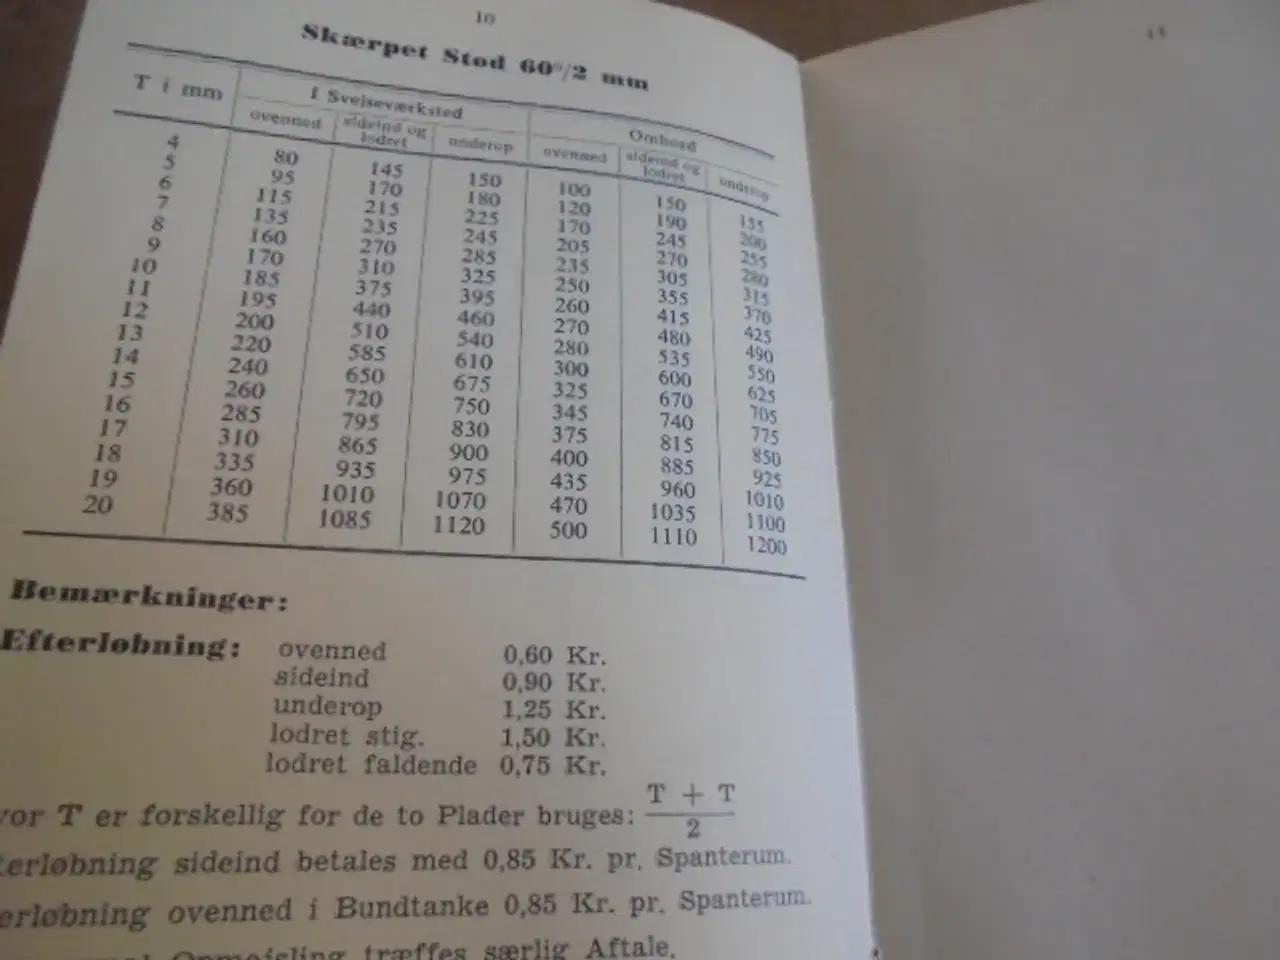 10
Skærpet Stød 60°/2 mm
T i mm I Svejseværksted Ombord
ovenned sideind og lodret underop ovenned sideind og lodret underop
4 80 145 150 100 150 155
5 95 170 180 120 190 200
6 115 215 225 170 245 255
7 135 235 245 205 270 280
8 160 270 285 235 305 315
9 170 310 325 250 355 370
10 185 375 395 260 415 425
11 195 440 460 270 480 490
12 200 510 540 280 535 550
13 220 585 610 300 600 625
14 240 650 675 325 670 705
15 260 720 750 345 740 775
16 285 795 830 375 815 850
17 310 865 900 400 885 925
18 335 935 975 435 960 1010
19 360 1010 1070 470 1035 1100
20 385 1085 1120 500 1110 1200
Bemærkninger:
Efterløbning: ovenned 0,60 Kr.
sideind 0,90 Kr.
underop 1,25 Kr.
lodret stig. 1,50 Kr.
lodret faldende 0,75 Kr.
vor T er forskellig for de to Plader bruges: T + T / 2
terløbning sideind betales med 0,85 Kr. pr. Spanterum.
erløbning ovenned i Bundtanke 0,85 Kr. pr. Spanterum.
Opmejsling træffes særlig Aftale.
11